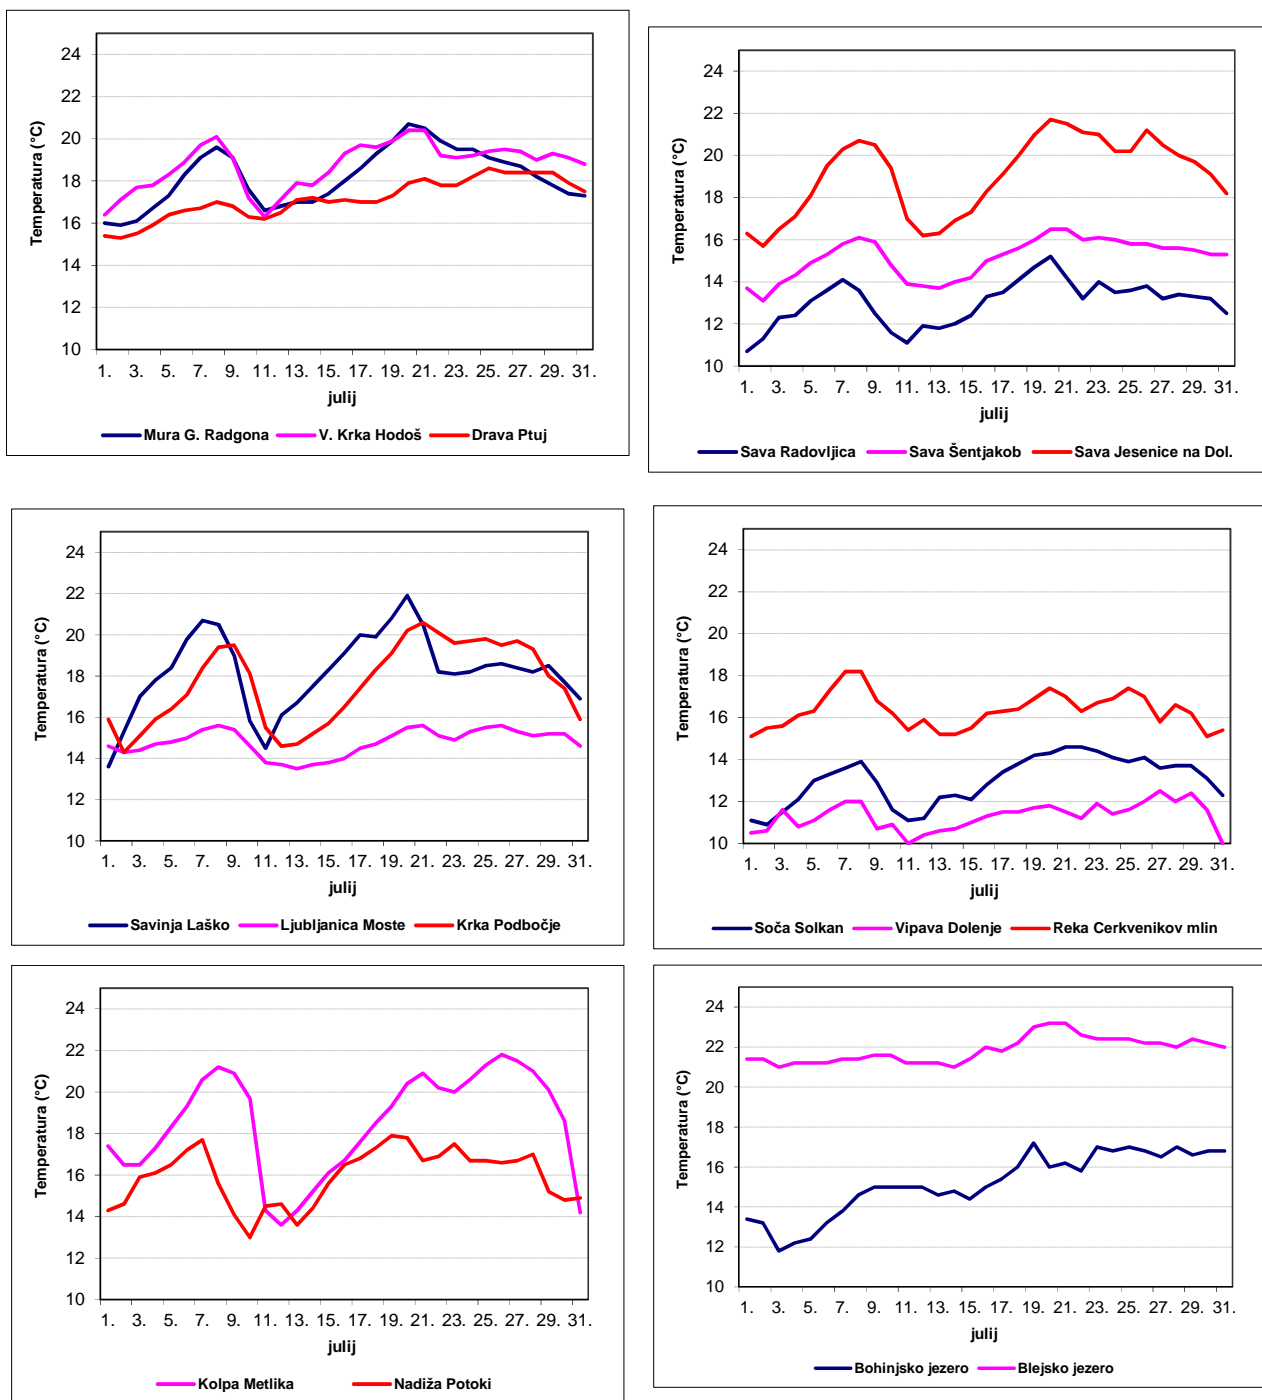 24
22
20
18
16
14
12
10
Temperatura (°C)
1. 3. 5. 7. 9. 11. 13. 15. 17. 19. 21. 23. 25. 27. 29. 31.
julij
Mura G. Radgona V. Krka Hodoš Drava Ptuj
24
22
20
18
16
14
12
10
Temperatura (°C)
1. 3. 5. 7. 9. 11. 13. 15. 17. 19. 21. 23. 25. 27. 29. 31.
julij
Sava Radovljica Sava Šentjakob Sava Jesenice na Dol.
24
22
20
18
16
14
12
10
Temperatura (°C)
1. 3. 5. 7. 9. 11. 13. 15. 17. 19. 21. 23. 25. 27. 29. 31.
julij
Savinja Laško Ljubljanica Moste Krka Podbočje
24
22
20
18
16
14
12
10
Temperatura (°C)
1. 3. 5. 7. 9. 11. 13. 15. 17. 19. 21. 23. 25. 27. 29. 31.
julij
Soča Solkan Vipava Dolenje Reka Cerkvenikov mlin
24
22
20
18
16
14
12
10
Temperatura (°C)
1. 3. 5. 7. 9. 11. 13. 15. 17. 19. 21. 23. 25. 27. 29. 31.
julij
Kolpa Metlika Nadiža Potoki
24
22
20
18
16
14
12
10
Temperatura (°C)
1. 3. 5. 7. 9. 11. 13. 15. 17. 19. 21. 23. 25. 27. 29. 31.
julij
Bohinjsko jezero Blejsko jezero